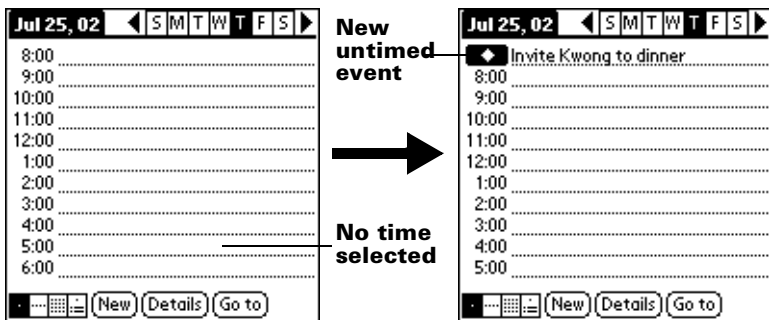 Jul 25, 02 S M T W T F S
8:00
9:00
10:00
11:00
12:00
1:00
2:00
3:00
4:00
5:00
6:00
New Details Go to
New
untimed
event
No time
selected
Jul 25, 02 S M T W T F S
Invite Kwong to dinner
8:00
9:00
10:00
11:00
12:00
1:00
2:00
3:00
4:00
5:00
New Details Go to